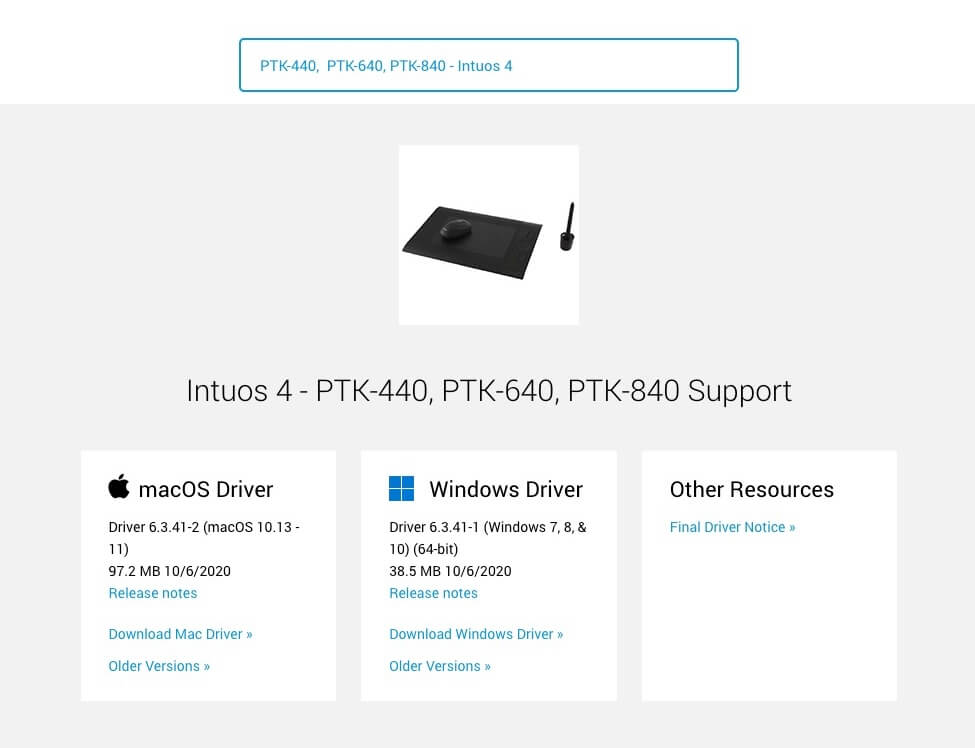 PTK-440,  PTK-640, PTK-840 - Intuos 4
Intuos 4 - PTK-440, PTK-640, PTK-840 Support
macOS Driver
Driver 6.3.41-2 (macOS 10.13 -
11)
97.2 MB 10/6/2020
Release notes
Download Mac Driver »
Older Versions »
Windows Driver
Driver 6.3.41-1 (Windows 7, 8, &
10) (64-bit)
38.5 MB 10/6/2020
Release notes
Download Windows Driver »
Older Versions »
Other Resources
Final Driver Notice »